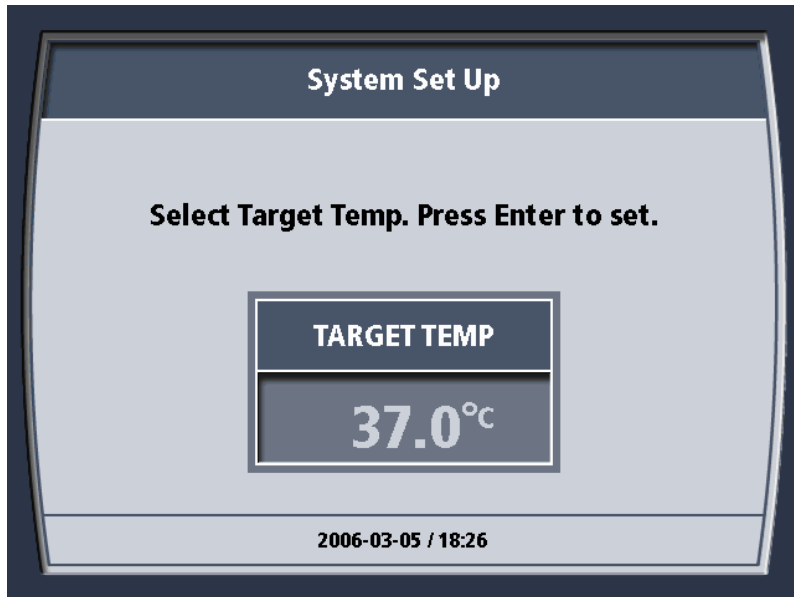 System Set Up
Select Target Temp. Press Enter to set.
TARGET TEMP
37.0°C
2006-03-05 / 18:26